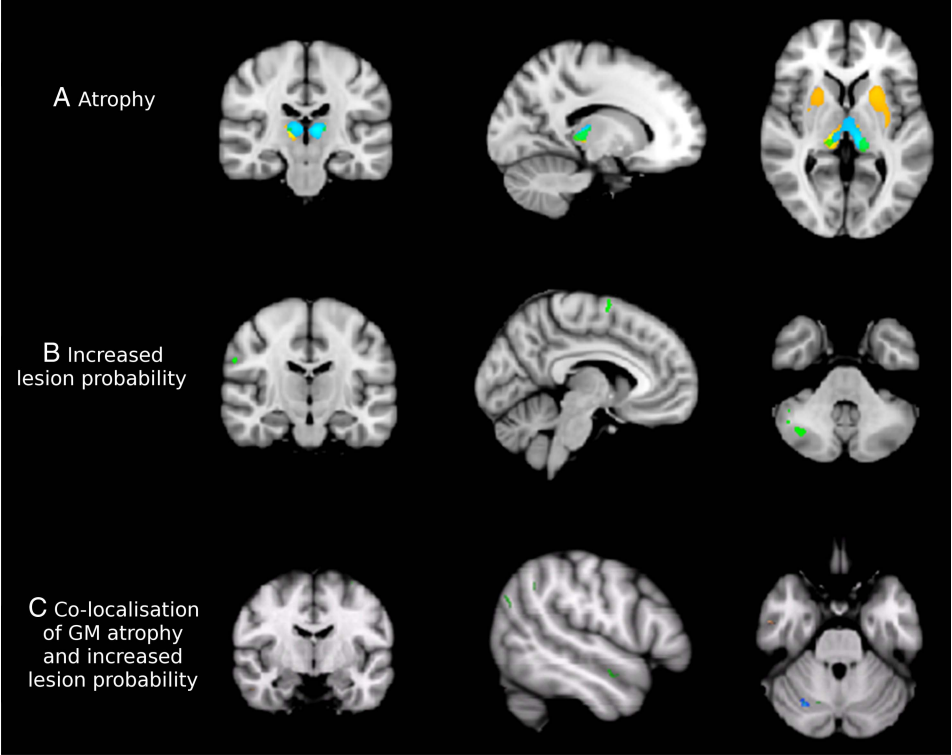 A Atrophy
B Increased
lesion probability
C Co-localisation
of GM atrophy
and increased
lesion probability